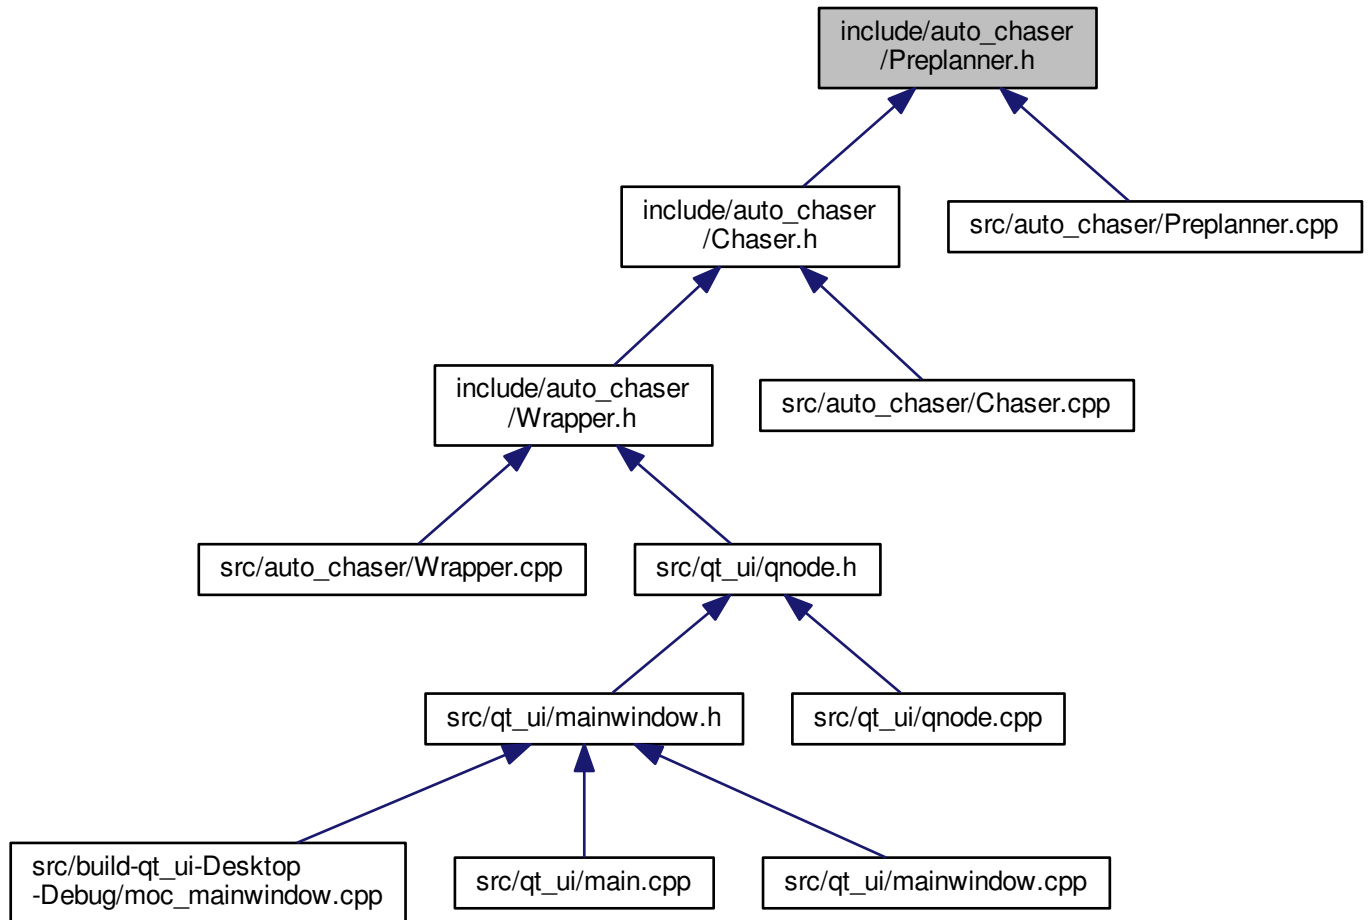 include/auto_chaser
/Preplanner.h
include/auto_chaser
/Chaser.h
src/auto_chaser/Preplanner.cpp
include/auto_chaser
/Wrapper.h
src/auto_chaser/Chaser.cpp
src/auto_chaser/Wrapper.cpp
src/qt_ui/qnode.h
src/qt_ui/mainwindow.h
src/qt_ui/qnode.cpp
src/build-qt_ui-Desktop
-Debug/moc_mainwindow.cpp
src/qt_ui/main.cpp
src/qt_ui/mainwindow.cpp